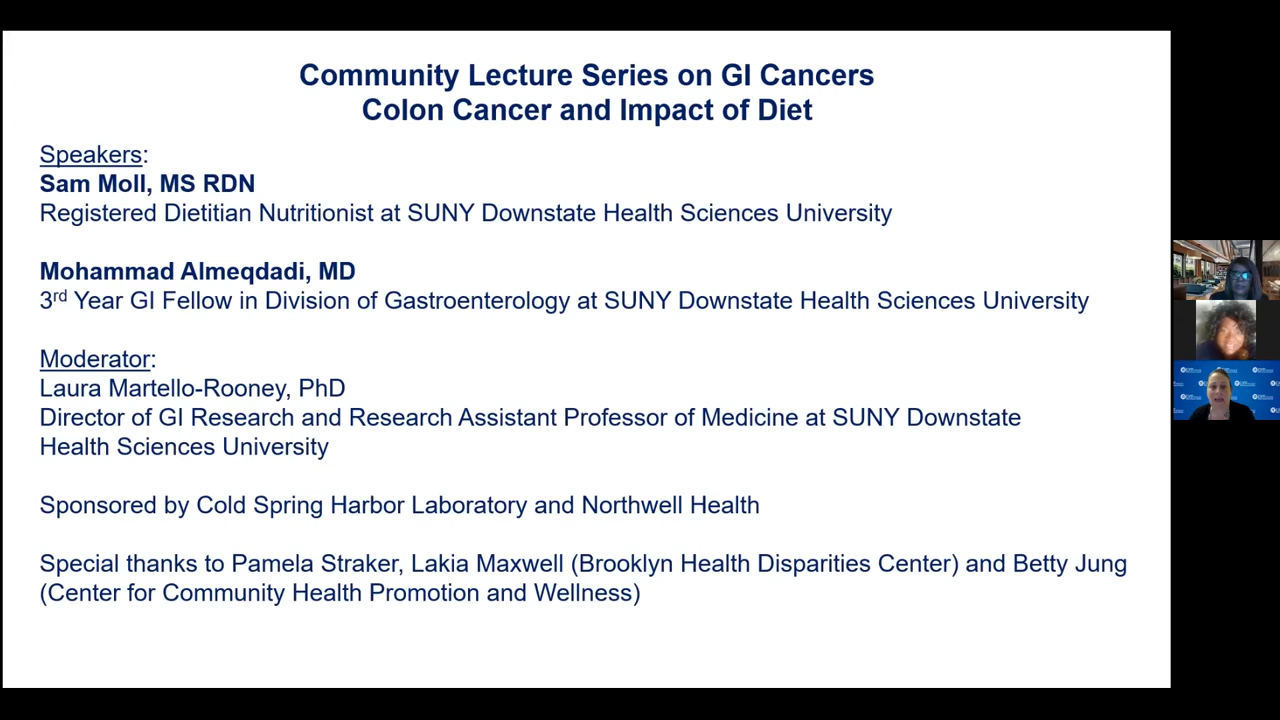 Community Lecture Series on GI Cancers
Colon Cancer and Impact of Diet
Speakers:
Sam Moll, MS RDN
Registered Dietitian Nutritionist at SUNY Downstate Health Sciences University
Mohammad Almeqdadi, MD
3rd Year GI Fellow in Division of Gastroenterology at SUNY Downstate Health Sciences University
Moderator:
Laura Martello-Rooney, PhD
Director of GI Research and Research Assistant Professor of Medicine at SUNY Downstate
Health Sciences University
Sponsored by Cold Spring Harbor Laboratory and Northwell Health
Special thanks to Pamela Straker, Lakia Maxwell (Brooklyn Health Disparities Center) and Betty Jung
(Center for Community Health Promotion and Wellness)